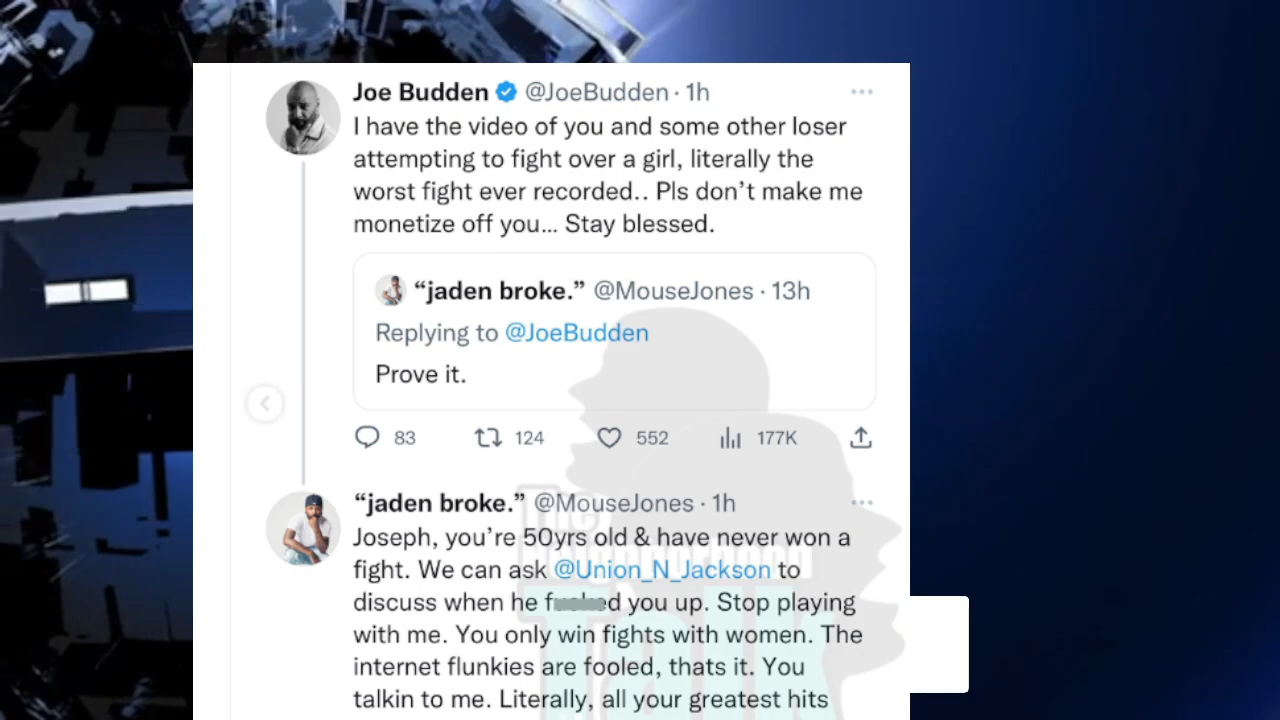 Joe Budden @JoeBudden · 1h
I have the video of you and some other loser
attempting to fight over a girl, literally the
worst fight ever recorded.. Pls don’t make me
monetize off you... Stay blessed.
“jaden broke.” @MouseJones · 13h
Replying to @JoeBudden
Prove it.
83 124 552 177K
“jaden broke.” @MouseJones · 1h
Joseph, you’re 50yrs old & have never won a
fight. We can ask @Union_N_Jackson to
discuss when he f d you up. Stop playing
with me. You only win fights with women. The
internet flunkies are fooled, thats it. You
talkin to me. Literally, all your greatest hits
The
Neighborhood
Talk